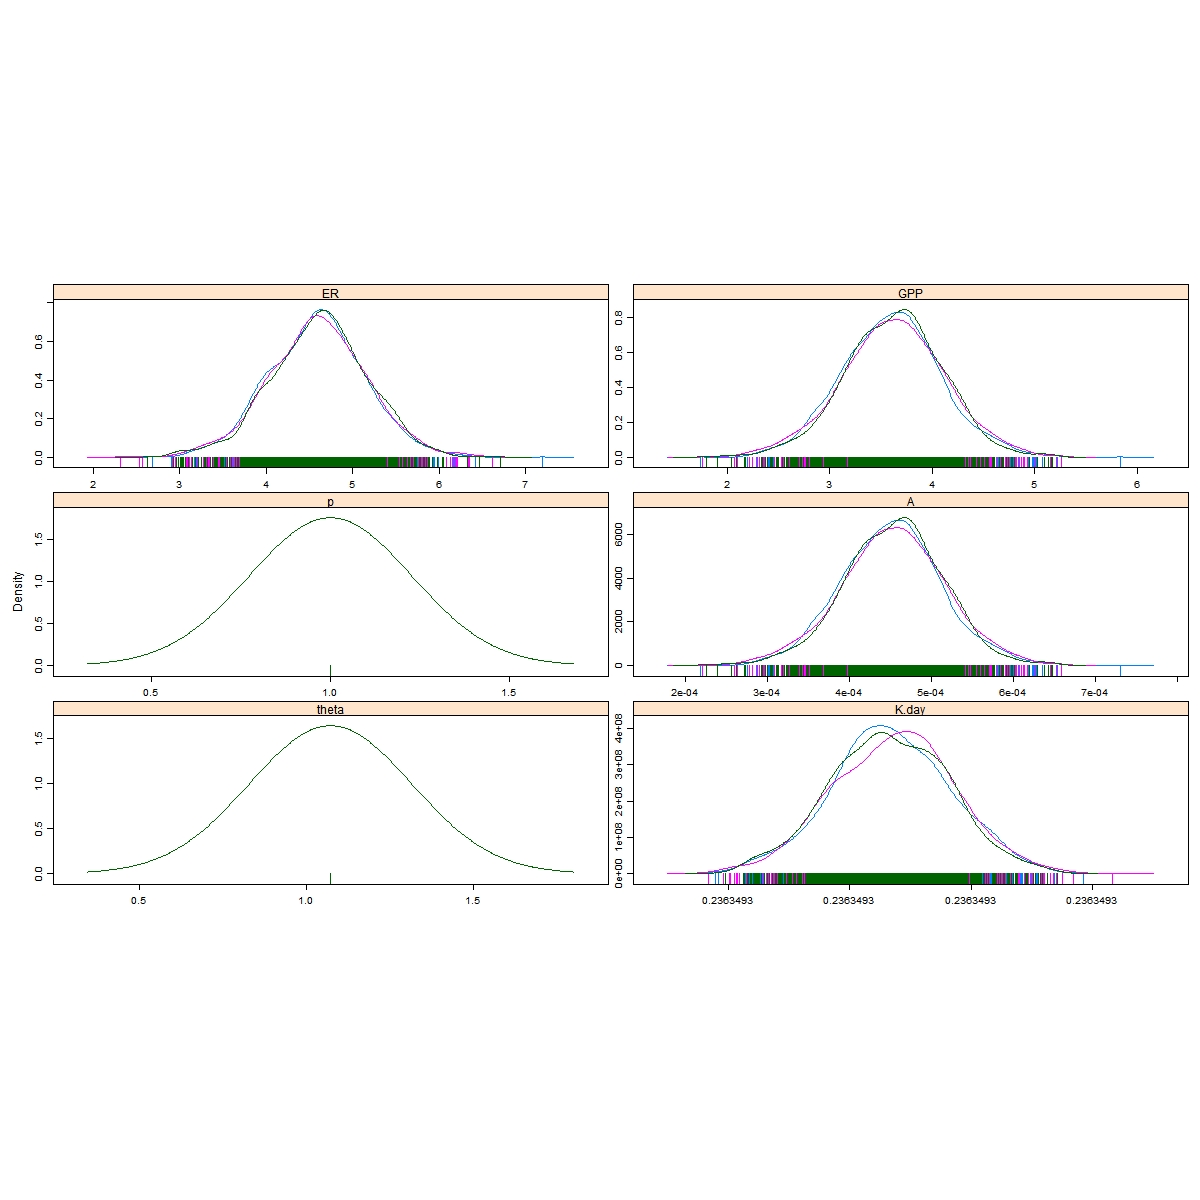 ER
GPP
0.0 0.2 0.4 0.6
0.0 0.2 0.4 0.6 0.8
2 3 4 5 6 7
2 3 4 5 6
p
A
Density
0.0 0.5 1.0 1.5
0 2000 4000 6000
0.5 1.0 1.5
2e-04 3e-04 4e-04 5e-04 6e-04 7e-04
theta
K.day
0.0 0.5 1.0 1.5
0e+00 1e+08 2e+08 3e+08 4e+08
0.5 1.0 1.5
0.2363493 0.2363493 0.2363493 0.2363493